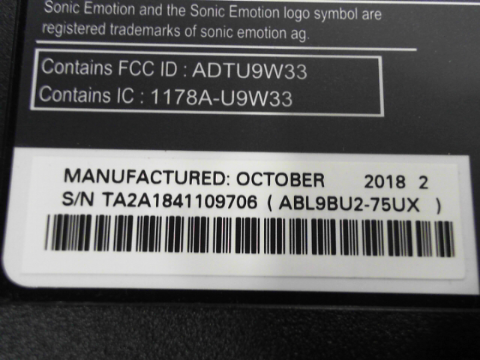 Sonic Emotion and the Sonic Emotion logo symbol are
registered trademarks of sonic emotion ag.
Contains FCC ID : ADTU9W33
Contains IC : 1178A-U9W33
MANUFACTURED: OCTOBER 2018 2
S/N TA2A1841109706 ( ABL9BU2-75UX )